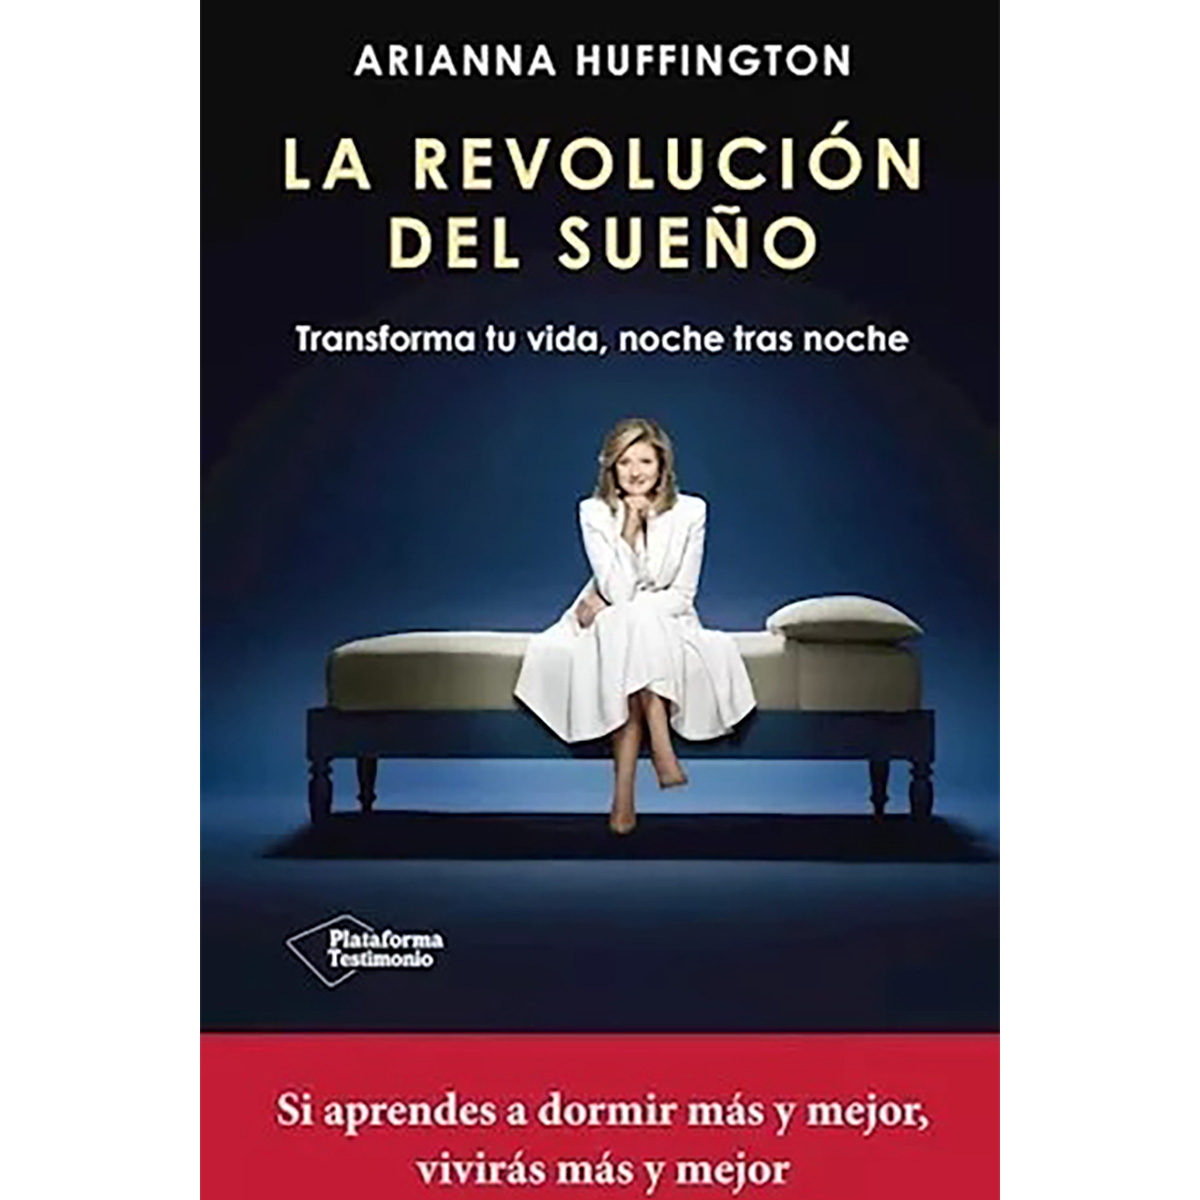 ARIANNA HUFFINGTON
LA REVOLUCIÓN
DEL SUEÑO
Transforma tu vida, noche tras noche
Plataforma
Testimonio
Si aprendes a dormir más y mejor,
vivirás más y mejor